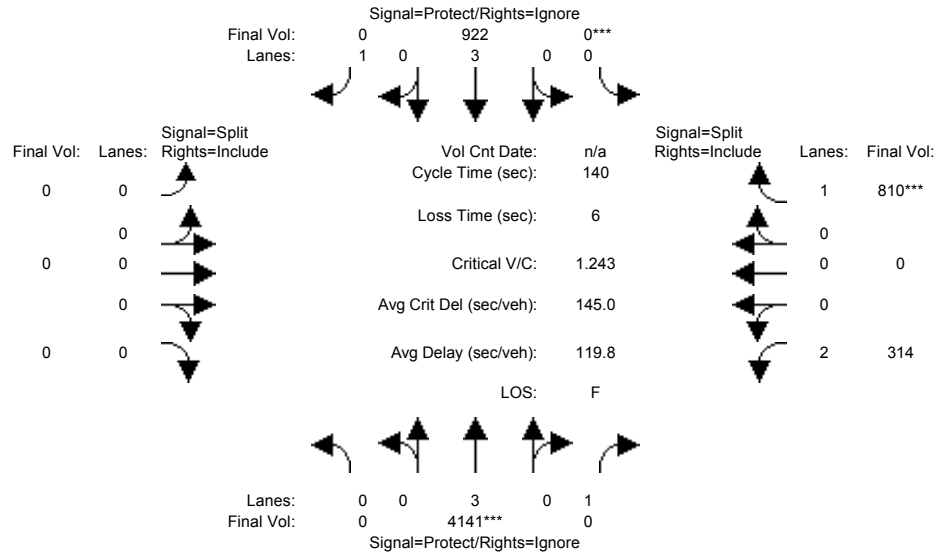 Signal=Protect/Rights=Ignore
Final Vol: 0 922 0***
Lanes: 1 0 3 0 0
Signal=Split Signal=Split
Final Vol: Lanes: Rights=Include Vol Cnt Date: n/a Rights=Include Lanes: Final Vol:
Cycle Time (sec): 140
0 0 1 810***
Loss Time (sec): 6
0 0
0 0 Critical V/C: 1.243 0 0
0 Avg Crit Del (sec/veh): 145.0 0
0 0 Avg Delay (sec/veh): 119.8 2 314
LOS: F
Lanes: 0 0 3 0 1
Final Vol: 0 4141*** 0
Signal=Protect/Rights=Ignore